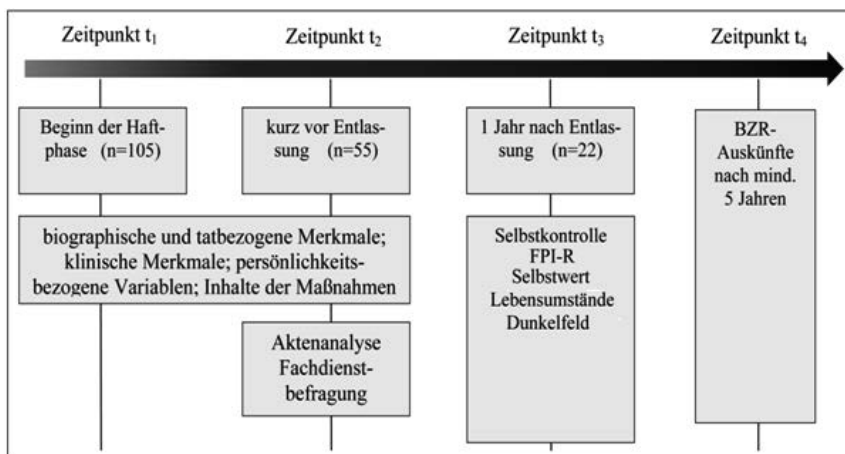 Zeitpunkt t₁
Zeitpunkt t₂
Zeitpunkt t₃
Zeitpunkt t₄
Beginn der Haft-
phase (n=105)
kurz vor Entlas-
sung (n=55)
1 Jahr nach Entlas-
sung (n=22)
BZR-
Auskünfte
nach mind.
5 Jahren
biographische und tatbezogene Merkmale;
klinische Merkmale; persönlichkeits-
bezogene Variablen; Inhalte der Maßnahmen
Selbstkontrolle
FPI-R
Selbstwert
Lebensumstände
Dunkelfeld
Aktenanalyse
Fachdienst-
befragung